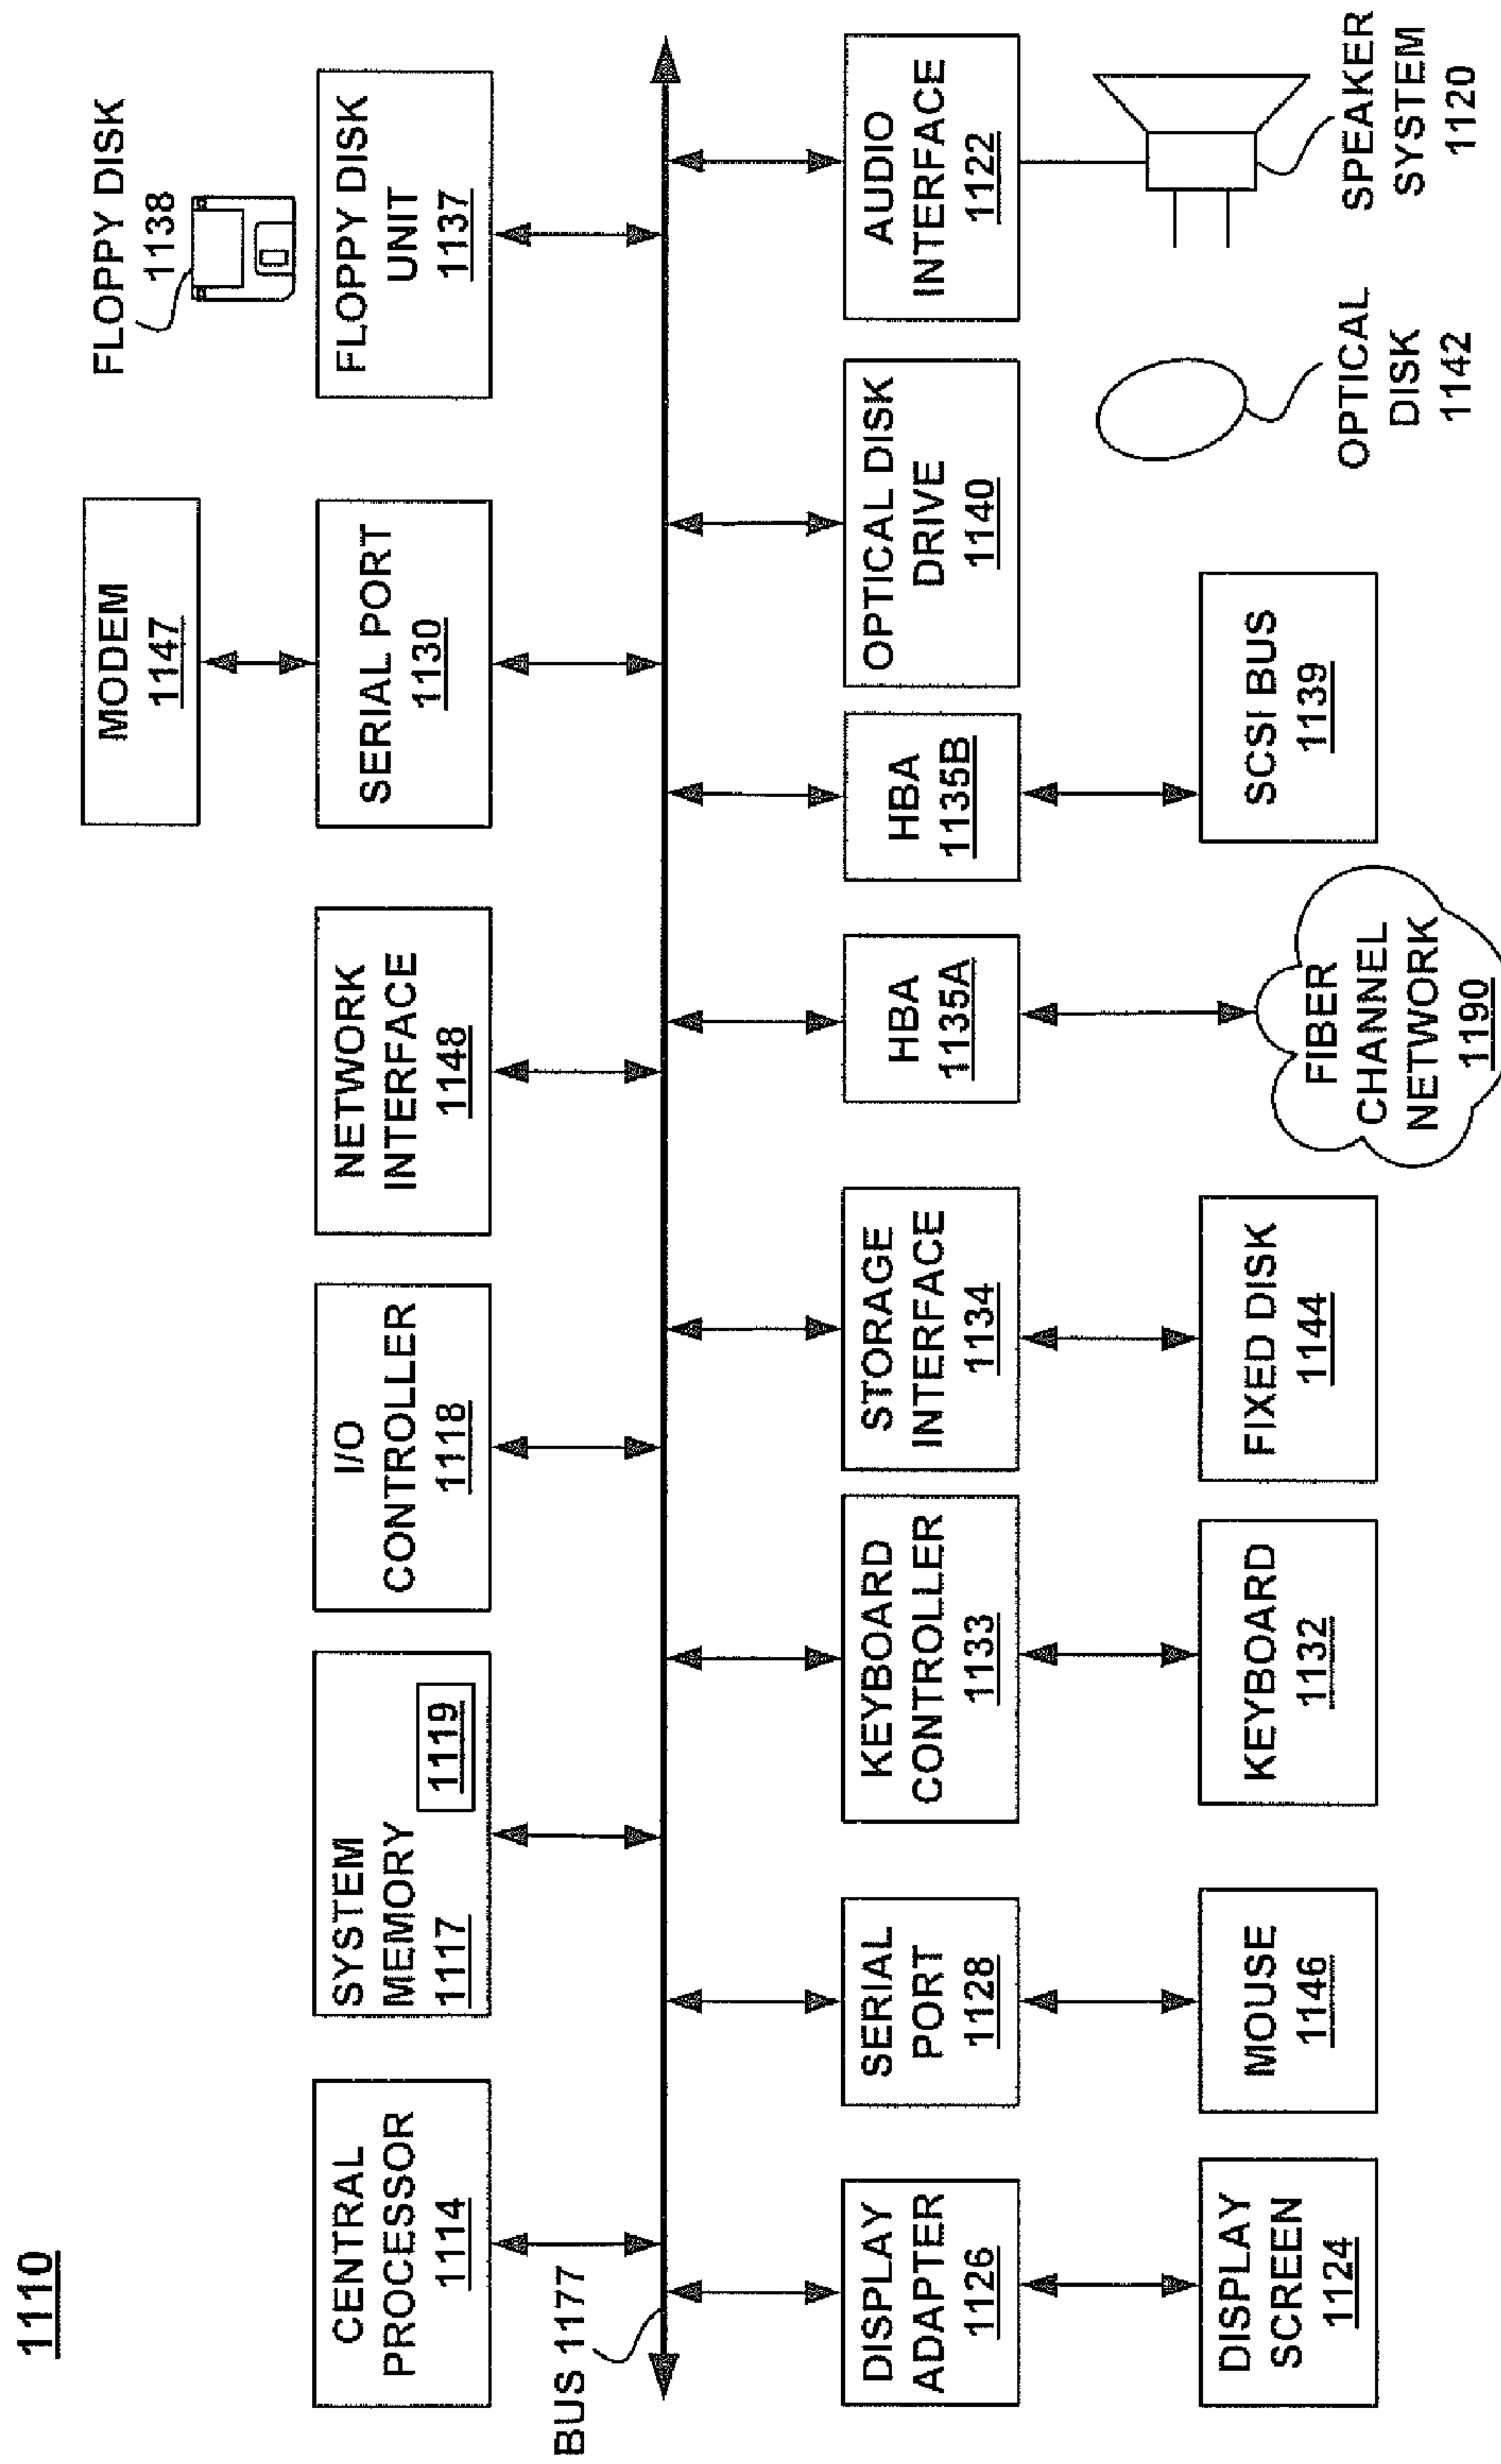 1110
MODEM
1147
FLOPPY DISK
1138
CENTRAL
PROCESSOR
1114
SYSTEM
MEMORY
1117
1119
I/O
CONTROLLER
1118
NETWORK
INTERFACE
1148
SERIAL PORT
1130
FLOPPY DISK
UNIT
1137
BUS 1177
DISPLAY
ADAPTER
1126
SERIAL
PORT
1128
KEYBOARD
CONTROLLER
1133
STORAGE
INTERFACE
1134
HBA
1135A
HBA
1135B
OPTICAL DISK
DRIVE
1140
AUDIO
INTERFACE
1122
DISPLAY
SCREEN
1124
MOUSE
1146
KEYBOARD
1132
FIXED DISK
1144
FIBER
CHANNEL
NETWORK
1190
SCSI BUS
1139
OPTICAL
DISK
1142
SPEAKER
SYSTEM
1120